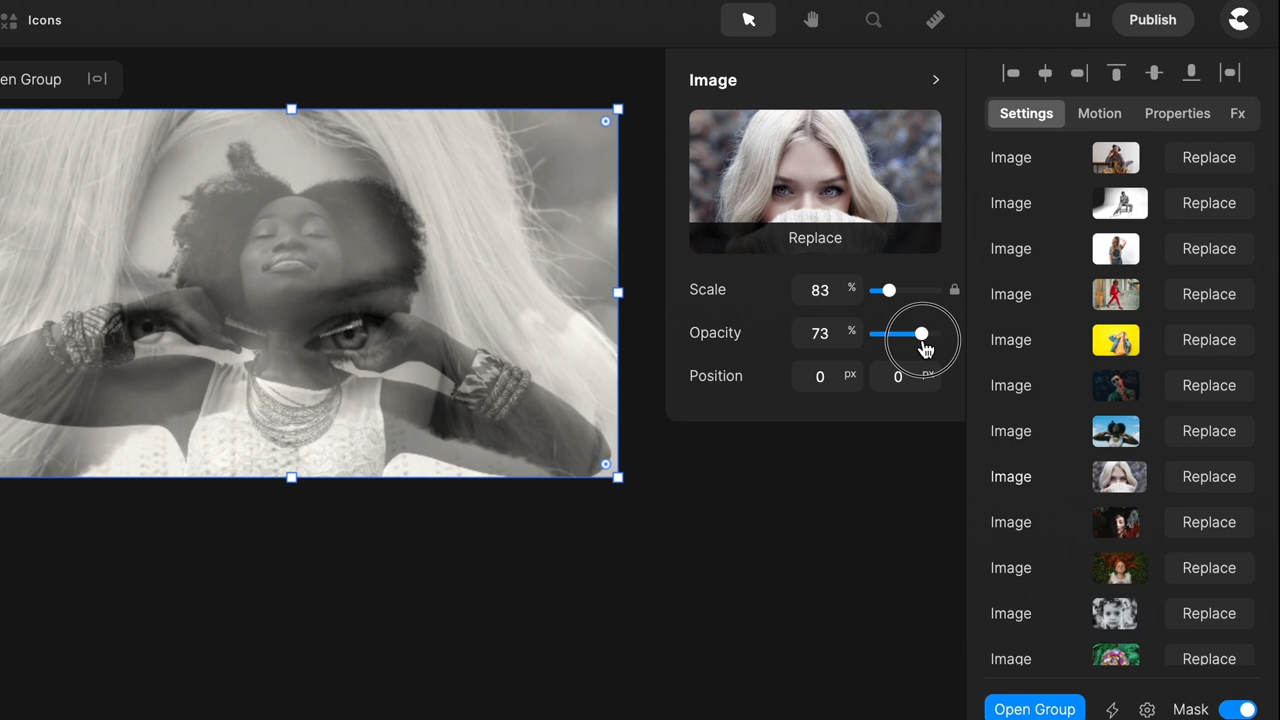 Icons
Publish
en Group
Image
Replace
Scale 83 %
Opacity 73 %
Position 0 px 0 px
Settings Motion Properties Fx
Image Replace
Image Replace
Image Replace
Image Replace
Image Replace
Image Replace
Image Replace
Image Replace
Image Replace
Image Replace
Image Replace
Image Replace
Open Group Mask